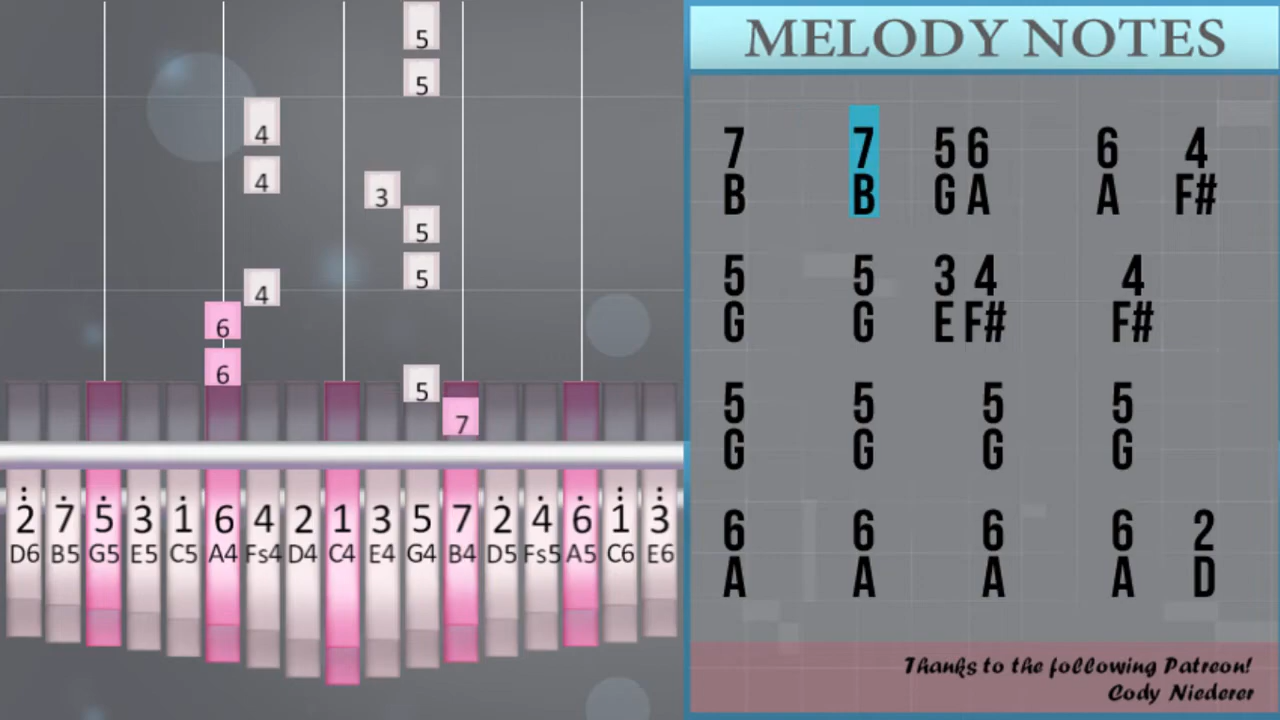 5
5
4
4
3
5
5
4
6
6
5
7
2̈ 7̇ 5̇ 3̇ 1̇ 6 4 2 1 3 5 7 2̇ 4̇ 6̇ 1̈ 3̈
D6 B5 G5 E5 C5 A4 Fs4 D4 C4 E4 G4 B4 D5 Fs5 A5 C6 E6
MELODY NOTES
7 7 5 6 6 4
B B G A A F#
5 5 3 4 4
G G E F# F#
5 5 5 5
G G G G
6 6 6 6 2
A A A A D
Thanks to the following Patreon!
Cody Niederer